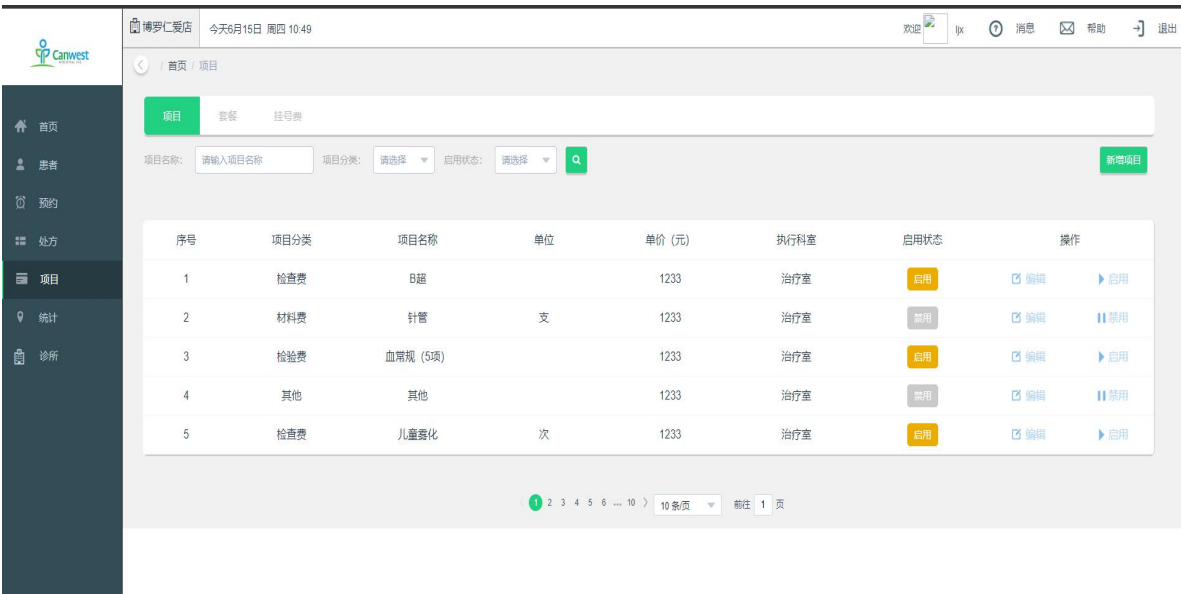 Canwest
博罗仁爱店 今天6月15日 周四 10:49 欢迎 ljx 消息 帮助 退出
/ 首页 / 项目
首页
患者
预约
处方
项目
统计
诊所
项目 套餐 挂号费
项目名称: 请输入项目名称 项目分类: 请选择 启用状态: 请选择 新增项目
序号 项目分类 项目名称 单位 单价（元） 执行科室 启用状态 操作
1 检查费 B超 1233 治疗室 启用 编辑 启用
2 材料费 针管 支 1233 治疗室 禁用 编辑 禁用
3 检验费 血常规（5项） 1233 治疗室 启用 编辑 启用
4 其他 其他 1233 治疗室 禁用 编辑 禁用
5 检查费 儿童雾化 次 1233 治疗室 启用 编辑 启用
1 2 3 4 5 6 ... 10 10 条/页 前往 1 页